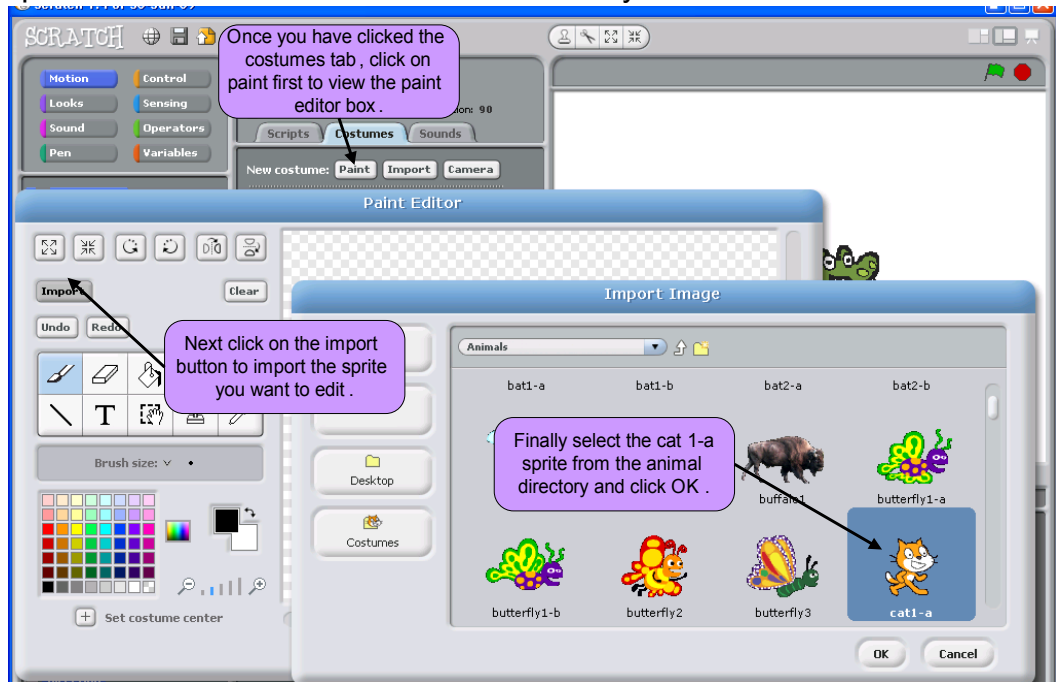 SCRATCH
Once you have clicked the
costumes tab , click on
paint first to view the paint
editor box .
Motion
Control
Looks
Sensing
Sound
Operators
Pen
Variables
90
Scripts
Costumes
Sounds
New costume:
Paint
Import
Camera
Paint Editor
Import
Clear
Undo
Redo
Next click on the import
button to import the sprite
you want to edit .
T
Brush size:
Set costume center
Import Image
Animals
bat1-a
bat1-b
bat2-a
bat2-b
Finally select the cat 1-a
sprite from the animal
directory and click OK .
Desktop
Costumes
buffalo1
butterfly1-a
butterfly1-b
butterfly2
butterfly3
cat1-a
OK
Cancel